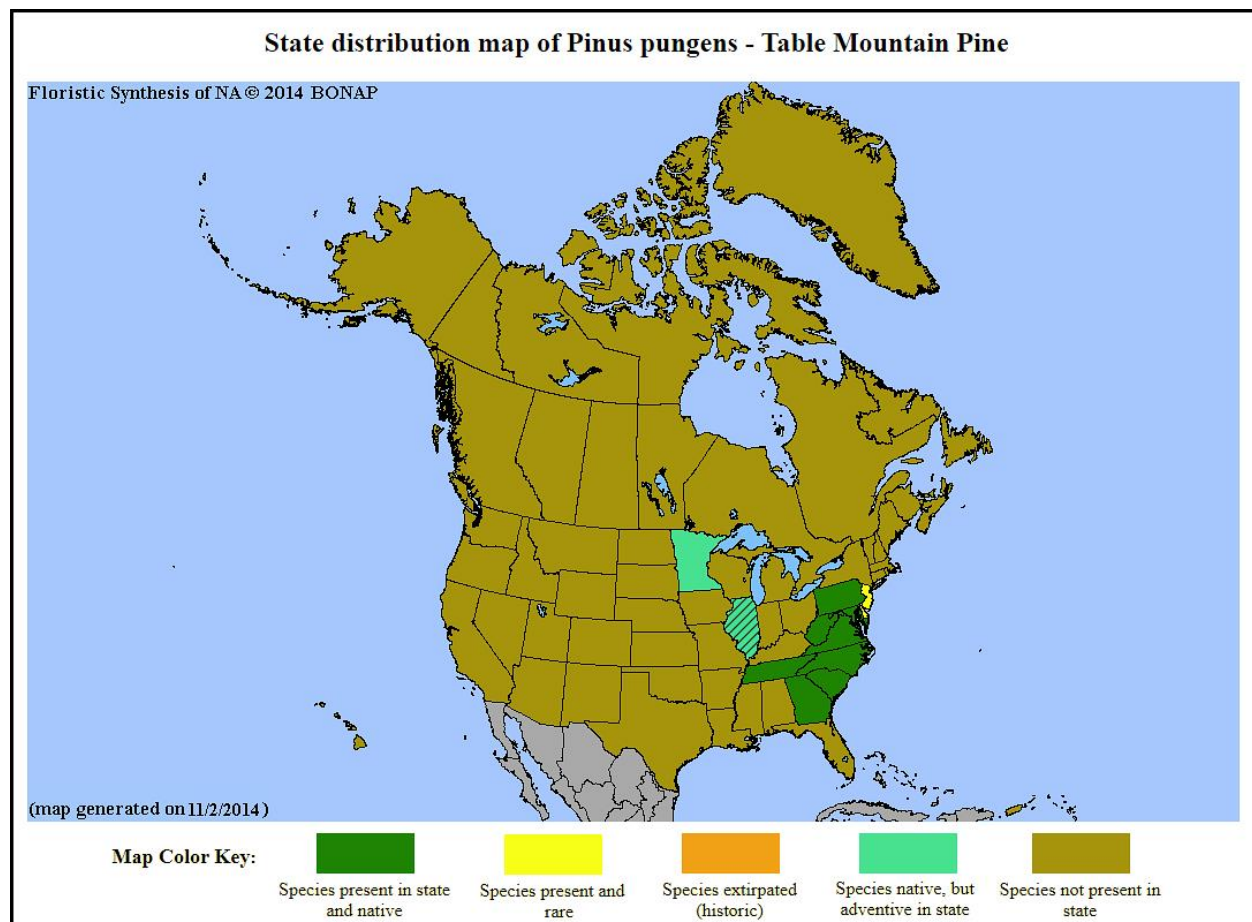 State distribution map of Pinus pungens - Table Mountain Pine
Floristic Synthesis of NA © 2014 BONAP
(map generated on 11/2/2014 )
Map Color Key:
Species present in state
and native
Species present and
rare
Species extirpated
(historic)
Species native, but
adventive in state
Species not present in
state